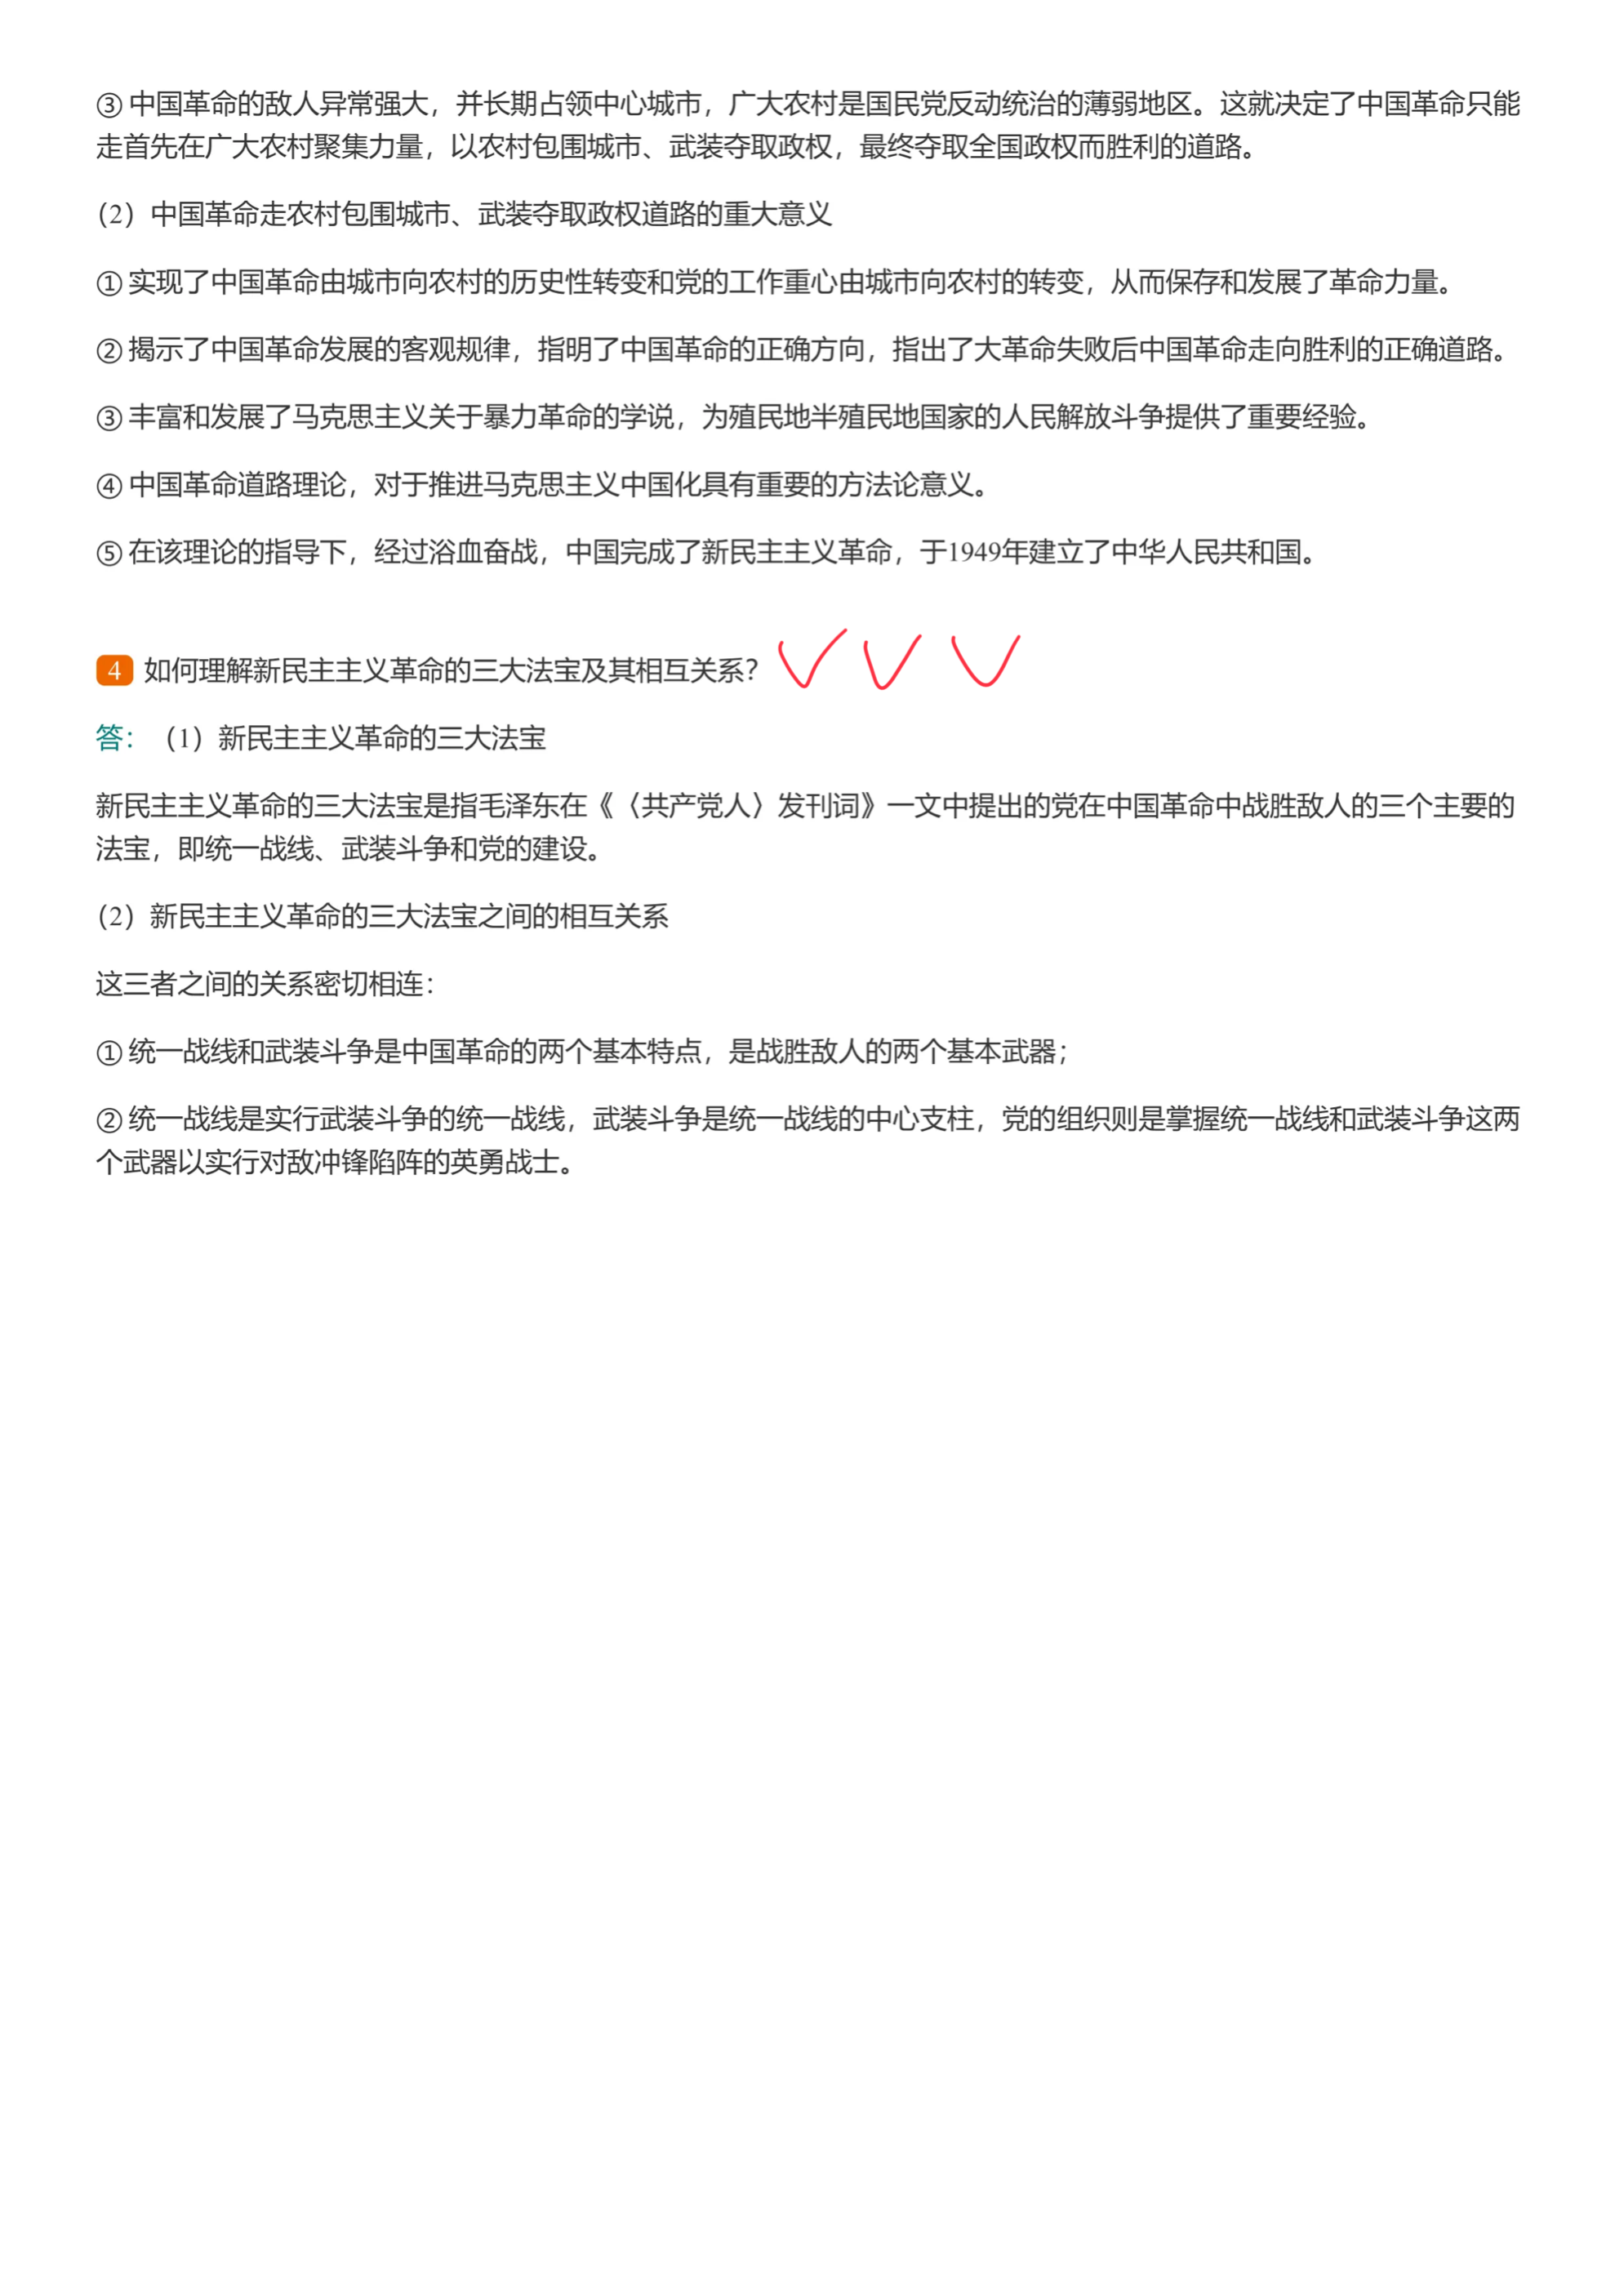 ③ 中国革命的敌人异常强大，并长期占领中心城市，广大农村是国民党反动统治的薄弱地区。这就决定了中国革命只能
走首先在广大农村聚集力量，以农村包围城市、武装夺取政权，最终夺取全国政权而胜利的道路。
（2）中国革命走农村包围城市、武装夺取政权道路的重大意义
① 实现了中国革命由城市向农村的历史性转变和党的工作重心由城市向农村的转变，从而保存和发展了革命力量。
② 揭示了中国革命发展的客观规律，指明了中国革命的正确方向，指出了大革命失败后中国革命走向胜利的正确道路。
③ 丰富和发展了马克思主义关于暴力革命的学说，为殖民地半殖民地国家的人民解放斗争提供了重要经验。
④ 中国革命道路理论，对于推进马克思主义中国化具有重要的方法论意义。
⑤ 在该理论的指导下，经过浴血奋战，中国完成了新民主主义革命，于1949年建立了中华人民共和国。
4 如何理解新民主主义革命的三大法宝及其相互关系？
答：（1）新民主主义革命的三大法宝
新民主主义革命的三大法宝是指毛泽东在《〈共产党人〉发刊词》一文中提出的党在中国革命中战胜敌人的三个主要的
法宝，即统一战线、武装斗争和党的建设。
（2）新民主主义革命的三大法宝之间的相互关系
这三者之间的关系密切相连：
① 统一战线和武装斗争是中国革命的两个基本特点，是战胜敌人的两个基本武器；
② 统一战线是实行武装斗争的统一战线，武装斗争是统一战线的中心支柱，党的组织则是掌握统一战线和武装斗争这两
个武器以实行对敌冲锋陷阵的英勇战士。